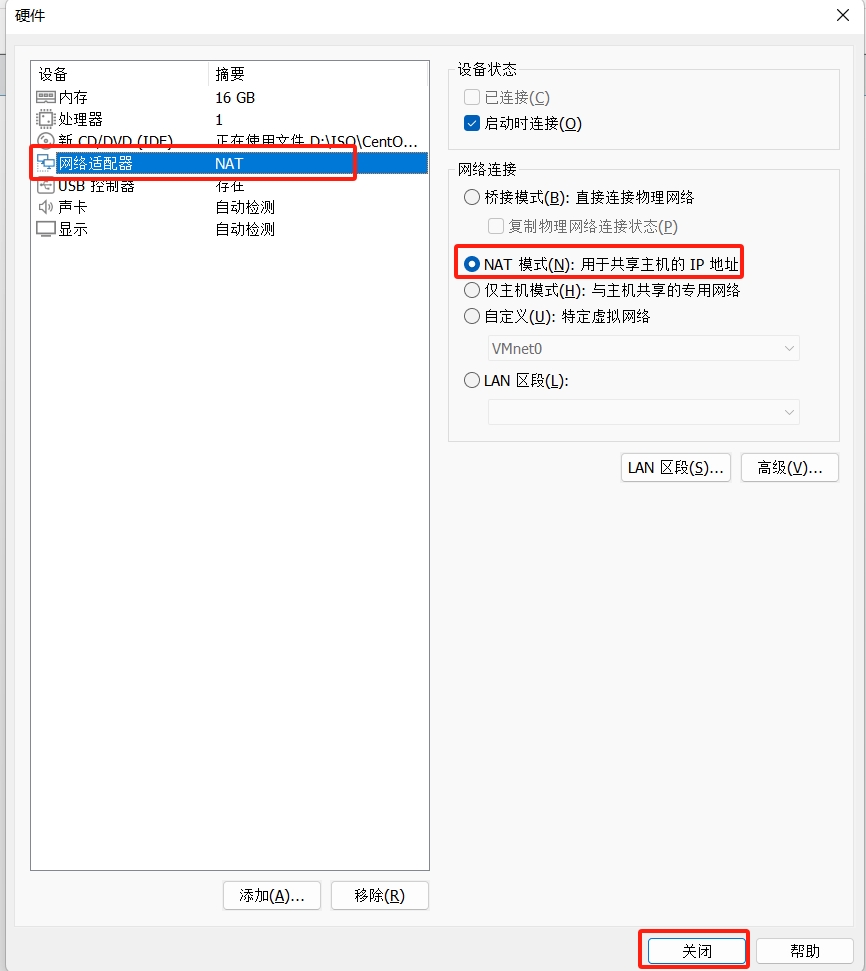 硬件
设备 摘要
内存 16 GB
处理器 1
新 CD/DVD (IDE) 正在使用文件 D:\ISO\CentO...
网络适配器 NAT
USB 控制器 存在
声卡 自动检测
显示 自动检测
添加(A)...
移除(R)
设备状态
已连接(C)
启动时连接(O)
网络连接
桥接模式(B): 直接连接物理网络
复制物理网络连接状态(P)
NAT 模式(N): 用于共享主机的 IP 地址
仅主机模式(H): 与主机共享的专用网络
自定义(U): 特定虚拟网络
VMnet0
LAN 区段(L):
LAN 区段(S)...
高级(V)...
关闭
帮助